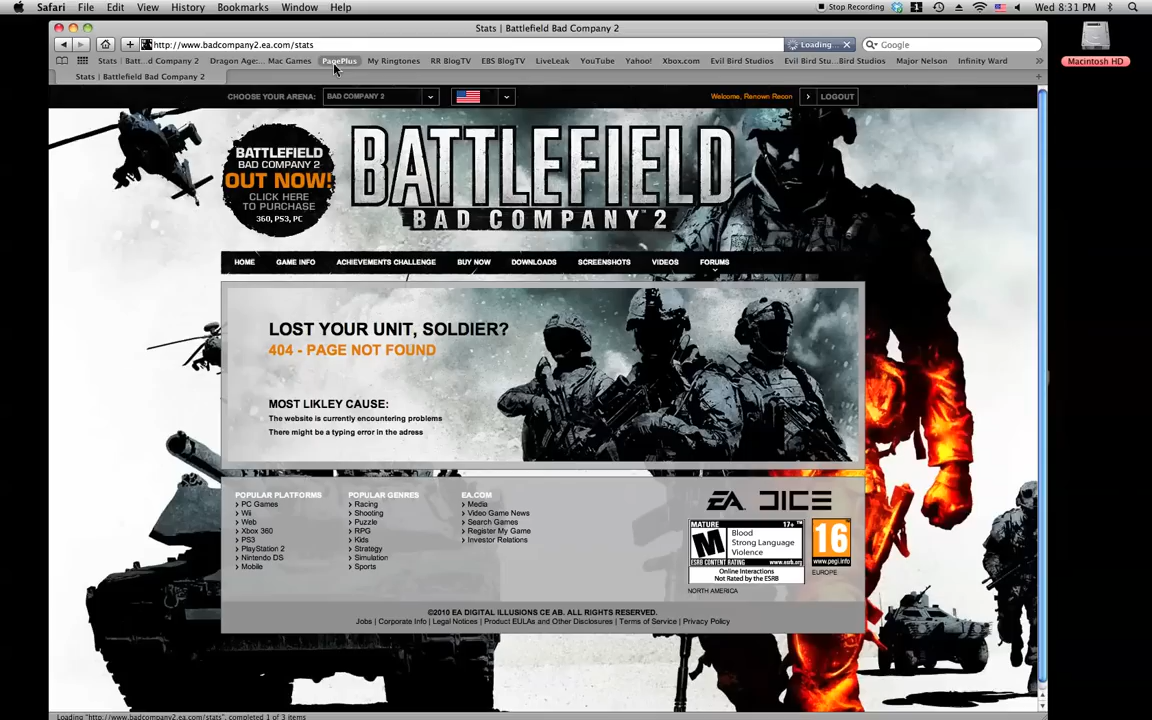 Safari File Edit View History Bookmarks Window Help
Stop Recording
Wed 8:31 PM
Stats | Battlefield Bad Company 2
http://www.badcompany2.ea.com/stats
Loading...
Google
Stats | Batt...d Company 2 Dragon Age:... Mac Games PagePlus My Ringtones RR BlogTV EBS BlogTV LiveLeak YouTube Yahoo! Xbox.com Evil Bird Studios Evil Bird Stu...Bird Studios Major Nelson Infinity Ward
Stats | Battlefield Bad Company 2
Macintosh HD
CHOOSE YOUR ARENA: BAD COMPANY 2
Welcome, Renown Recon
LOGOUT
BATTLEFIELD
BAD COMPANY 2
OUT NOW!
CLICK HERE
TO PURCHASE
360, PS3, PC
BATTLEFIELD
BAD COMPANY 2
HOME GAME INFO ACHIEVEMENTS CHALLENGE BUY NOW DOWNLOADS SCREENSHOTS VIDEOS FORUMS
LOST YOUR UNIT, SOLDIER?
404 - PAGE NOT FOUND
MOST LIKLEY CAUSE:
The website is currently encountering problems
There might be a typing error in the adress
POPULAR PLATFORMS
PC Games
Wii
Web
Xbox 360
PS3
PlayStation 2
Nintendo DS
Mobile
POPULAR GENRES
Racing
Shooting
Puzzle
RPG
Kids
Strategy
Simulation
Sports
EA.COM
Media
Video Game News
Search Games
Register My Game
Investor Relations
EA DICE
MATURE 17+
M
Blood
Strong Language
Violence
ESRB CONTENT RATING www.esrb.org
Online Interactions
Not Rated by the ESRB
NORTH AMERICA
16
www.pegi.info
EUROPE
©2010 EA DIGITAL ILLUSIONS CE AB. ALL RIGHTS RESERVED.
Jobs | Corporate Info | Legal Notices | Product EULAs and Other Disclosures | Terms of Service | Privacy Policy
Loading "http://www.badcompany2.ea.com/stats", completed 1 of 3 items